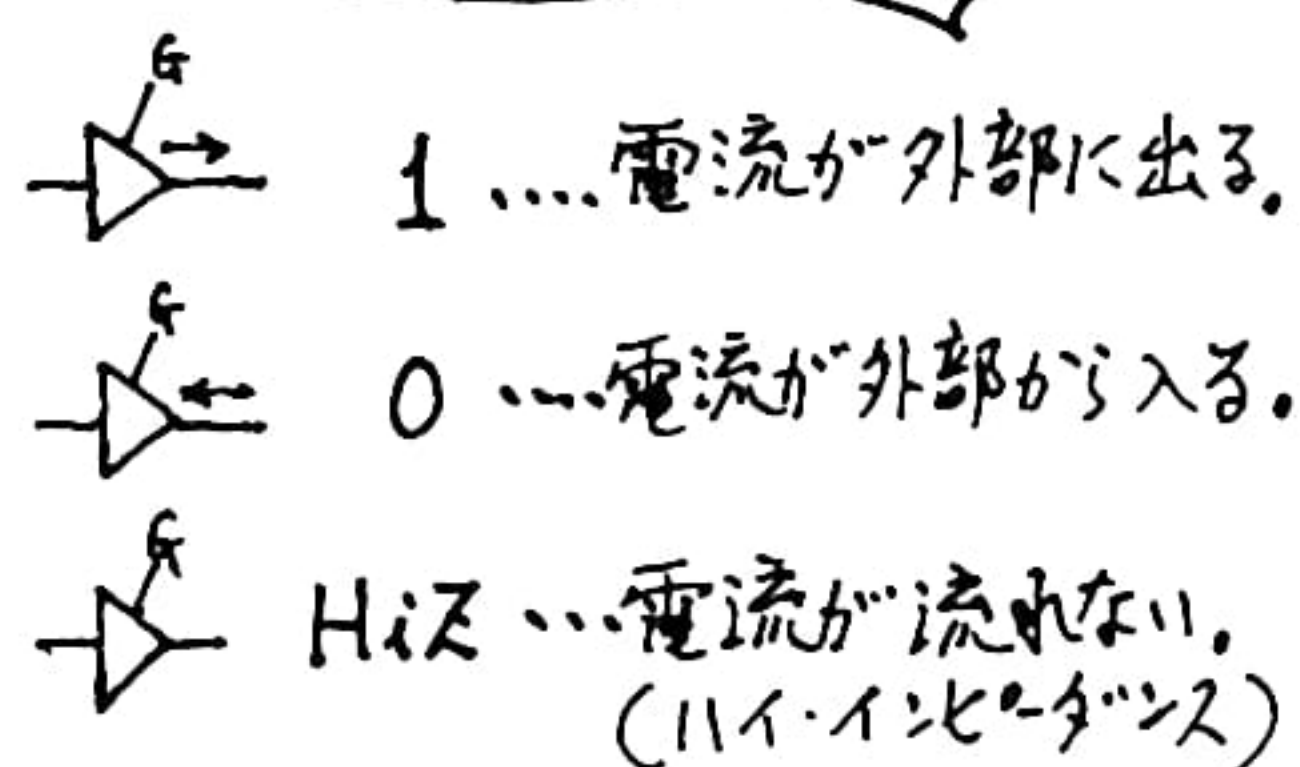 G
1 ....電流が外部に出る.
G
0 ....電流が外部から入る.
G
HiZ ...電流が流れない.
(ハイ・インピーダンス)